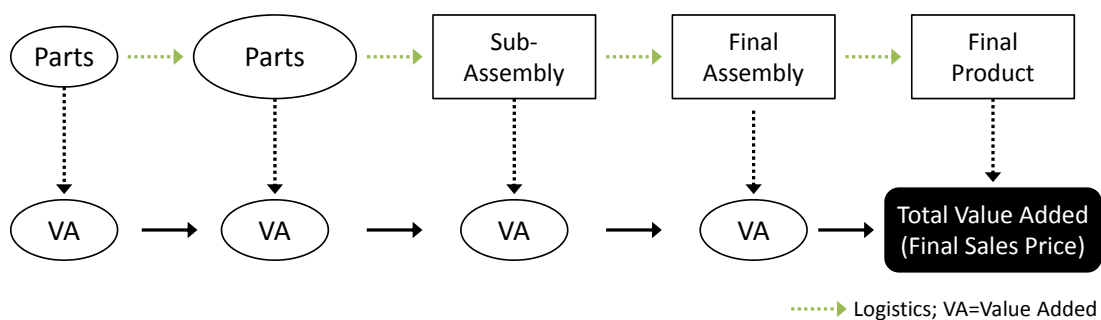 Parts
Parts
Sub-
Assembly
Final
Assembly
Final
Product
VA
VA
VA
VA
Total Value Added
(Final Sales Price)
Logistics; VA=Value Added